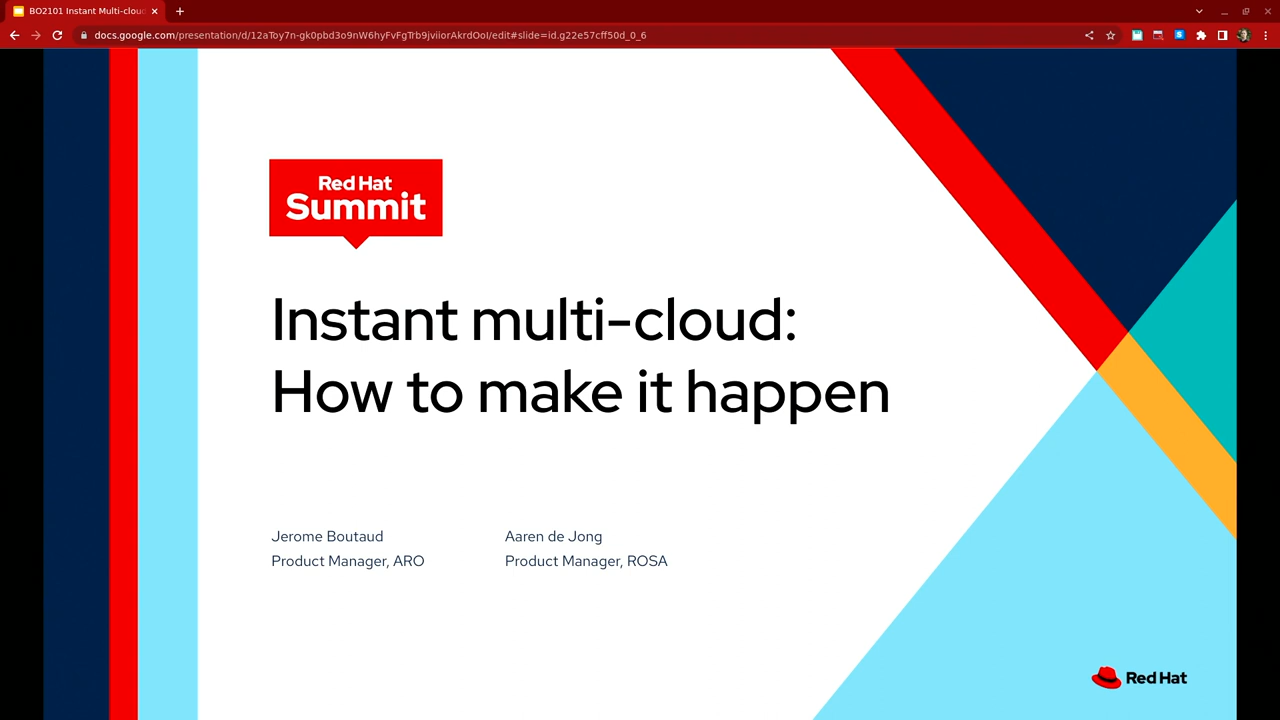 BO2101 Instant Multi-clou
docs.google.com/presentation/d/12aToy7n-gk0pbd3o9nW6hyFvFgTrb9jviiorAkrdOoI/edit#slide=id.g22e57cff50d_0_6
Red Hat
Summit
Instant multi-cloud:
How to make it happen
Jerome Boutaud
Product Manager, ARO
Aaren de Jong
Product Manager, ROSA
Red Hat